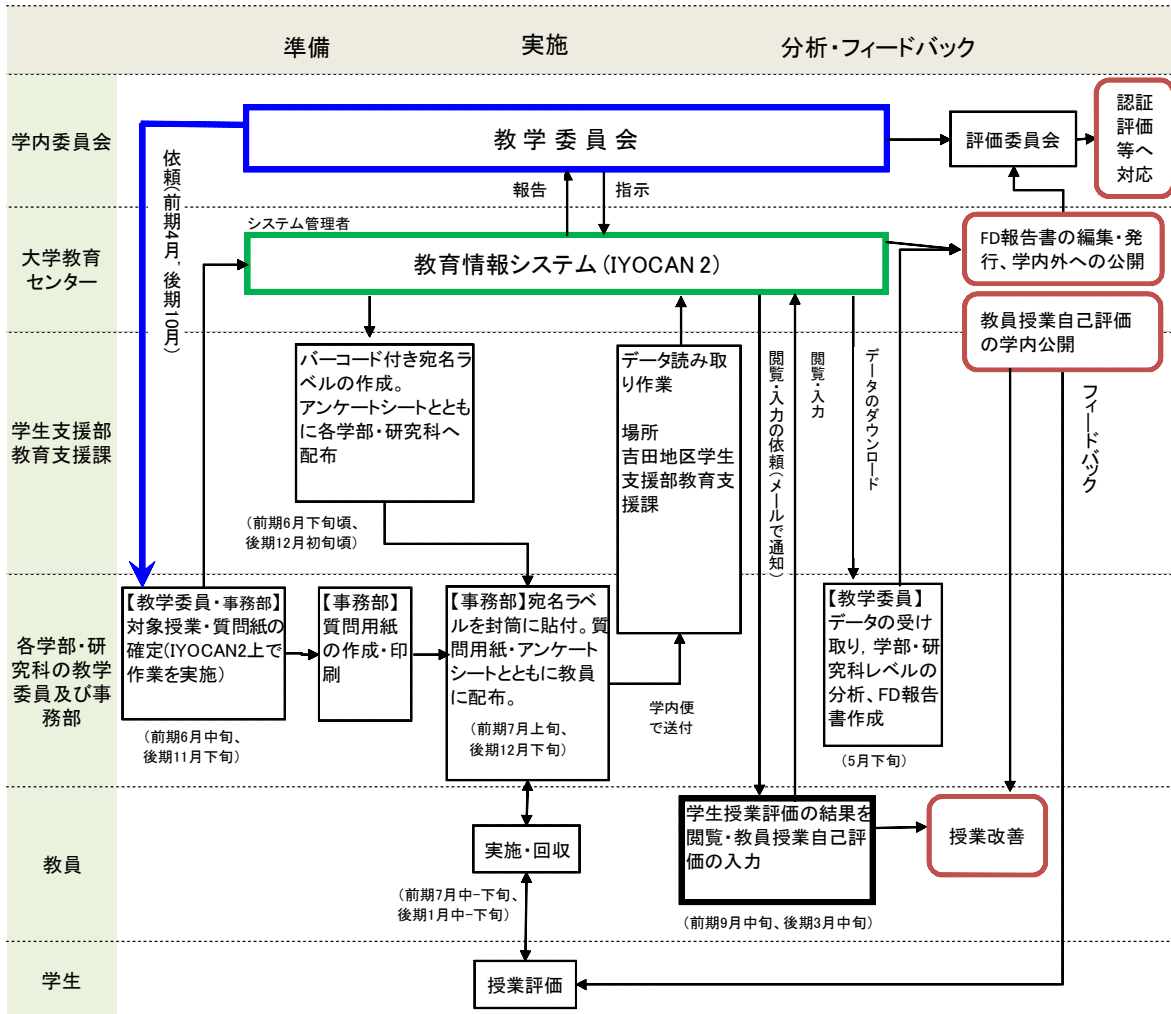 準備
実施
分析・フィードバック
学内委員会
教学委員会
評価委員会
認証
評価
等へ
対応
依頼(前期4月, 後期10月)
報告
指示
大学教育
センター
システム管理者
教育情報システム(IYOCAN 2)
FD報告書の編集・発
行、学内外への公開
教員授業自己評価
の学内公開
学生支援部
教育支援課
バーコード付き宛名ラ
ベルの作成。
アンケートシートととも
に各学部・研究科へ
配布
(前期6月下旬頃、
後期12月初旬頃)
データ読み取
り作業
場所
吉田地区学生
支援部教育支
援課
閲覧・入力の依頼(メールで通知)
閲覧・入力
データのダウンロード
フィードバック
各学部・研
究科の教学
委員及び事
務部
【教学委員・事務部】
対象授業・質問紙の
確定(IYOCAN2上で
作業を実施)
(前期6月中旬、
後期11月下旬)
【事務部】
質問用紙
の作成・印
刷
【事務部】宛名ラベ
ルを封筒に貼付。質
問用紙・アンケート
シートとともに教員
に配布。
(前期7月上旬、
後期12月下旬)
学内便
で送付
【教学委員】
データの受け
取り, 学部・研
究科レベルの
分析、FD報告
書作成
(5月下旬)
教員
実施・回収
(前期7月中-下旬、
後期1月中-下旬)
学生授業評価の結果を
閲覧・教員授業自己評
価の入力
(前期9月中旬、後期3月中旬)
授業改善
学生
授業評価